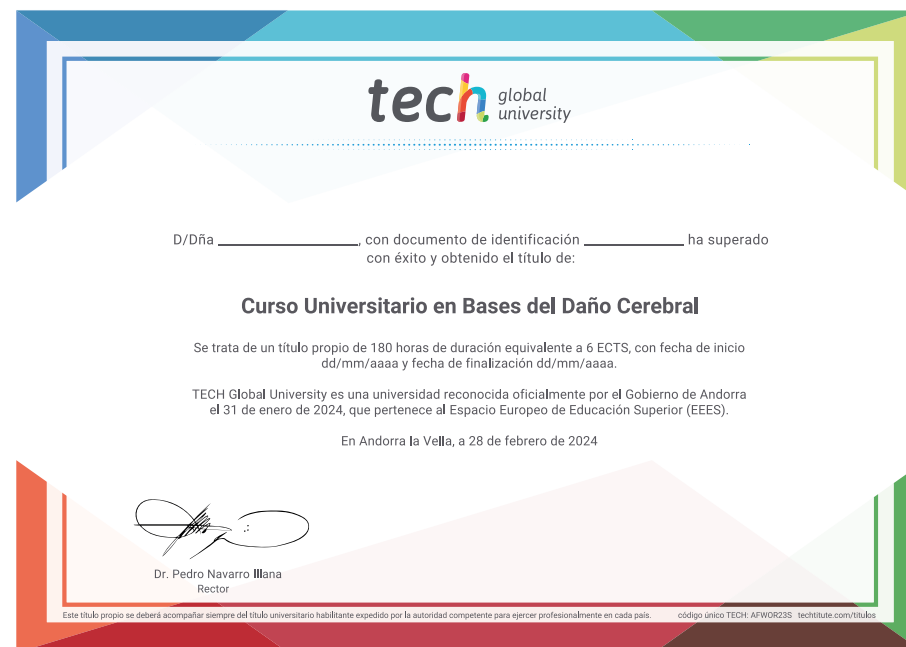 tech global university
D/Dña ____________, con documento de identificación ____________ ha superado
con éxito y obtenido el título de:
Curso Universitario en Bases del Daño Cerebral
Se trata de un título propio de 180 horas de duración equivalente a 6 ECTS, con fecha de inicio
dd/mm/aaaa y fecha de finalización dd/mm/aaaa.
TECH Global University es una universidad reconocida oficialmente por el Gobierno de Andorra
el 31 de enero de 2024, que pertenece al Espacio Europeo de Educación Superior (EEES).
En Andorra la Vella, a 28 de febrero de 2024
Dr. Pedro Navarro Illana
Rector
Este título propio se deberá acompañar siempre del título universitario habilitante expedido por la autoridad competente para ejercer profesionalmente en cada país. código único TECH: AFWOR23S techtitute.com/titulos